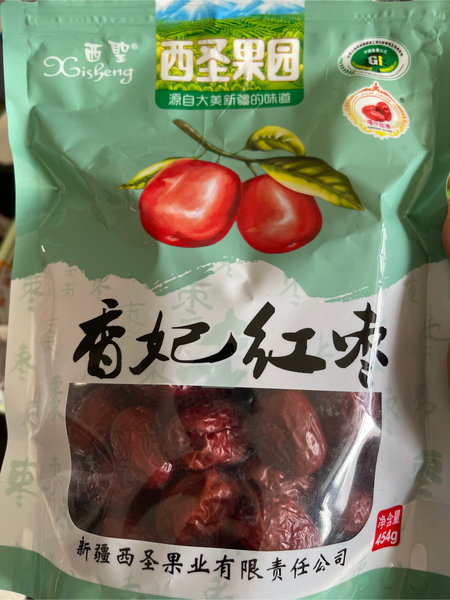 西聖®
Xisheng
西圣果园
源自大美新疆的味道
GI
香妃红枣
净含量
454g
新疆西圣果业有限责任公司